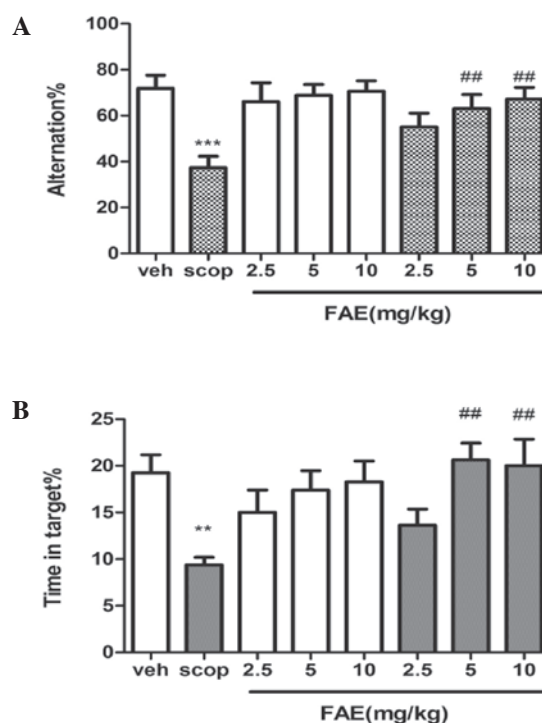 A
Alternation%
100
80
60
40
20
0
***
##
##
veh scop 2.5 5 10 2.5 5 10
FAE(mg/kg)
B
Time in target%
25
20
15
10
5
0
**
##
##
veh scop 2.5 5 10 2.5 5 10
FAE(mg/kg)